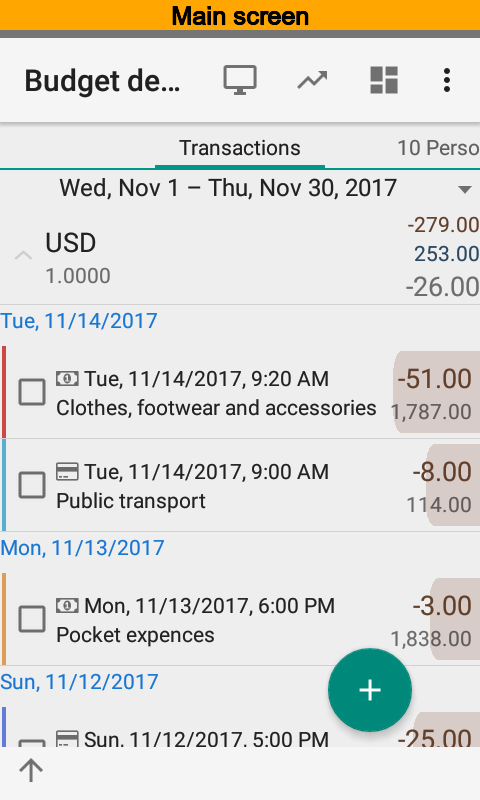 Main screen
Budget de...
Transactions
10 Perso
Wed, Nov 1 – Thu, Nov 30, 2017
-279.00
USD
253.00
1.0000
-26.00
Tue, 11/14/2017
Tue, 11/14/2017, 9:20 AM
-51.00
Clothes, footwear and accessories
1,787.00
Tue, 11/14/2017, 9:00 AM
-8.00
Public transport
114.00
Mon, 11/13/2017
Mon, 11/13/2017, 6:00 PM
-3.00
Pocket expences
1,838.00
Sun, 11/12/2017
Sun, 11/12/2017, 5:00 PM
-25.00